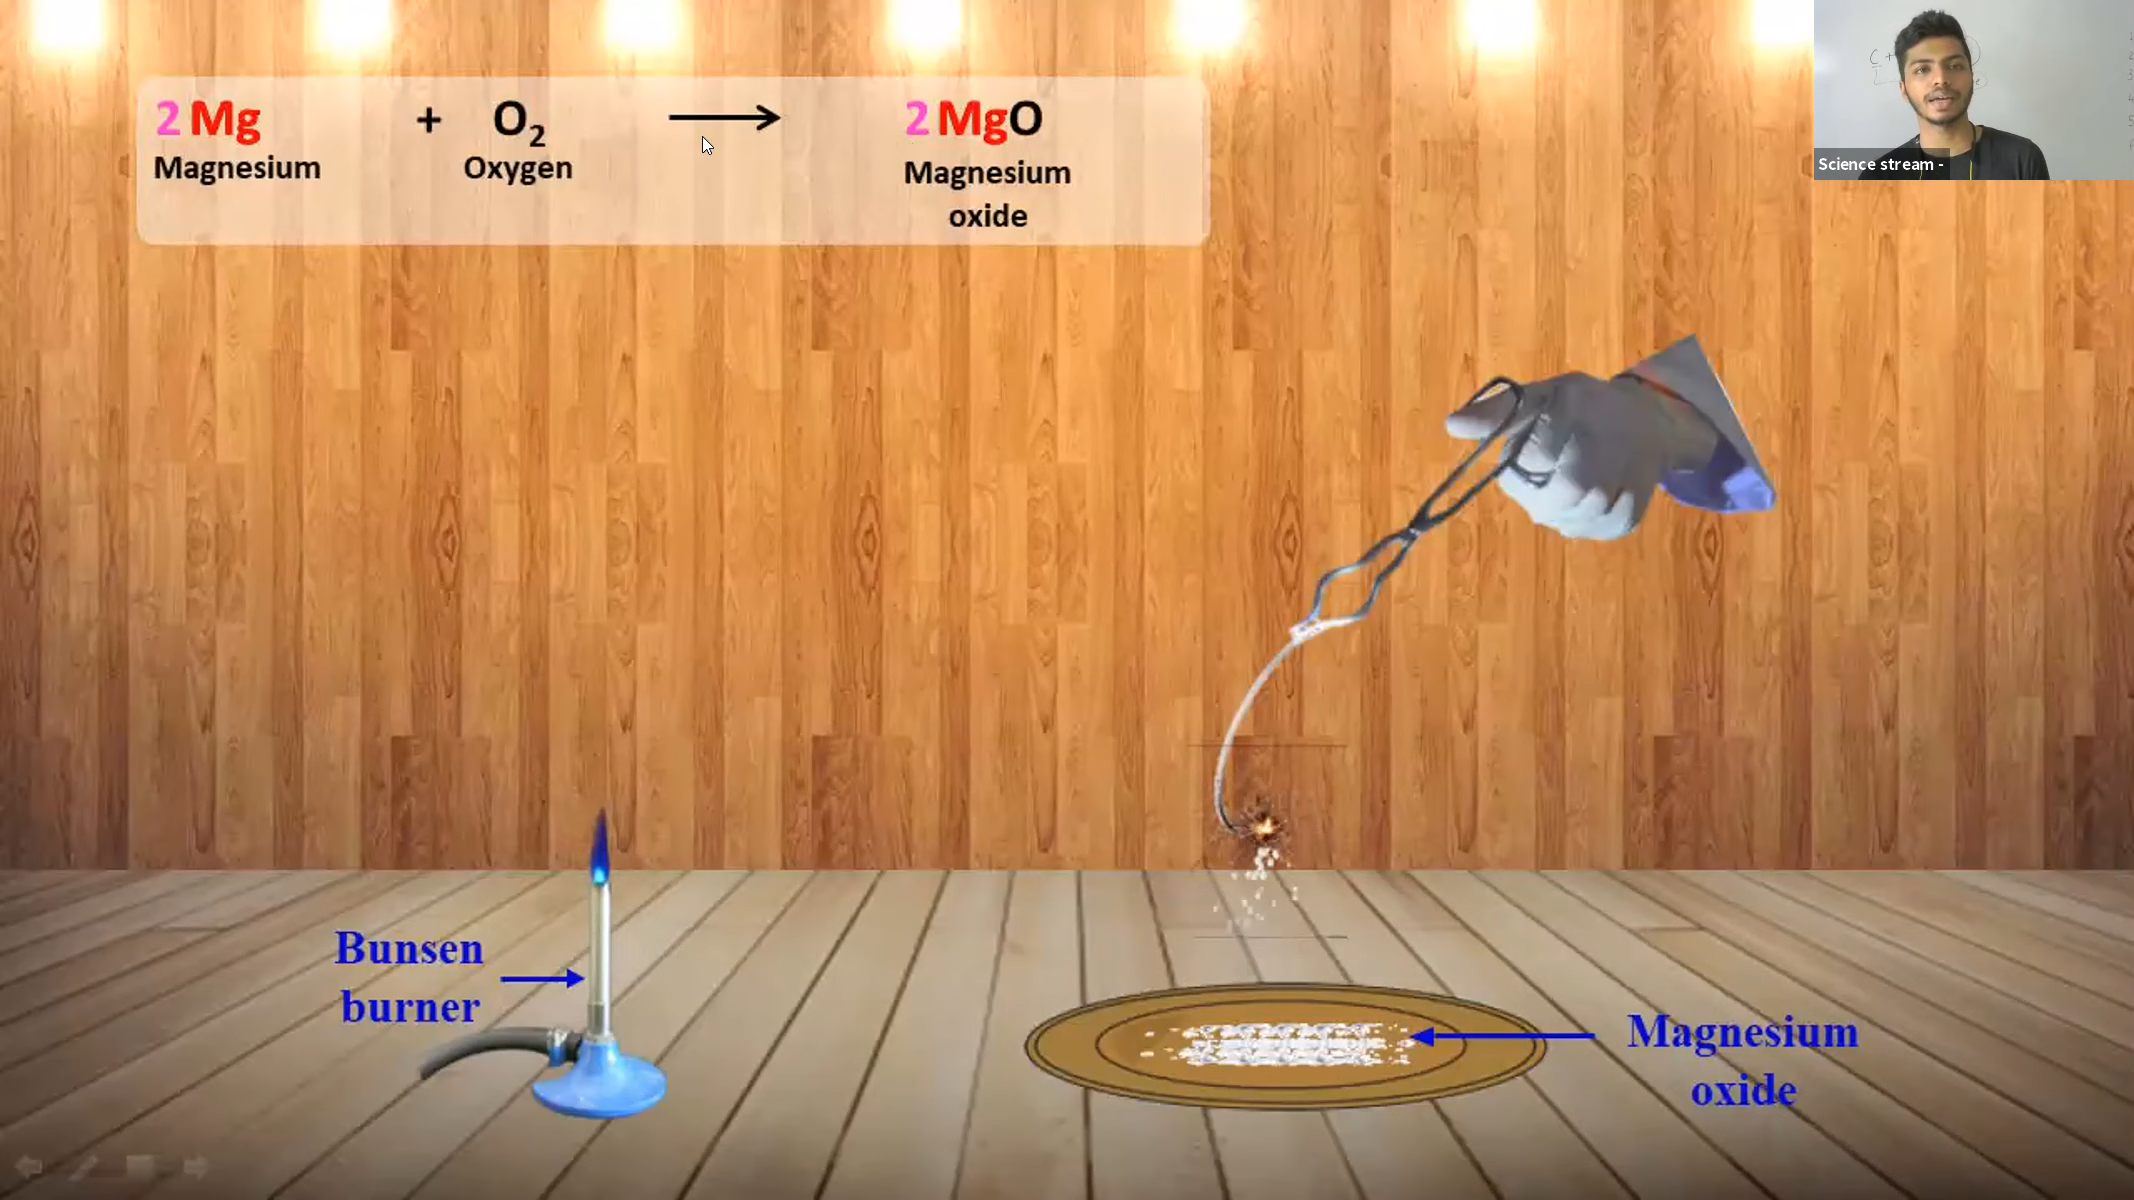 2 Mg + O₂ → 2 MgO
Magnesium Oxygen Magnesium
oxide
Science stream -
Bunsen
burner
Magnesium
oxide